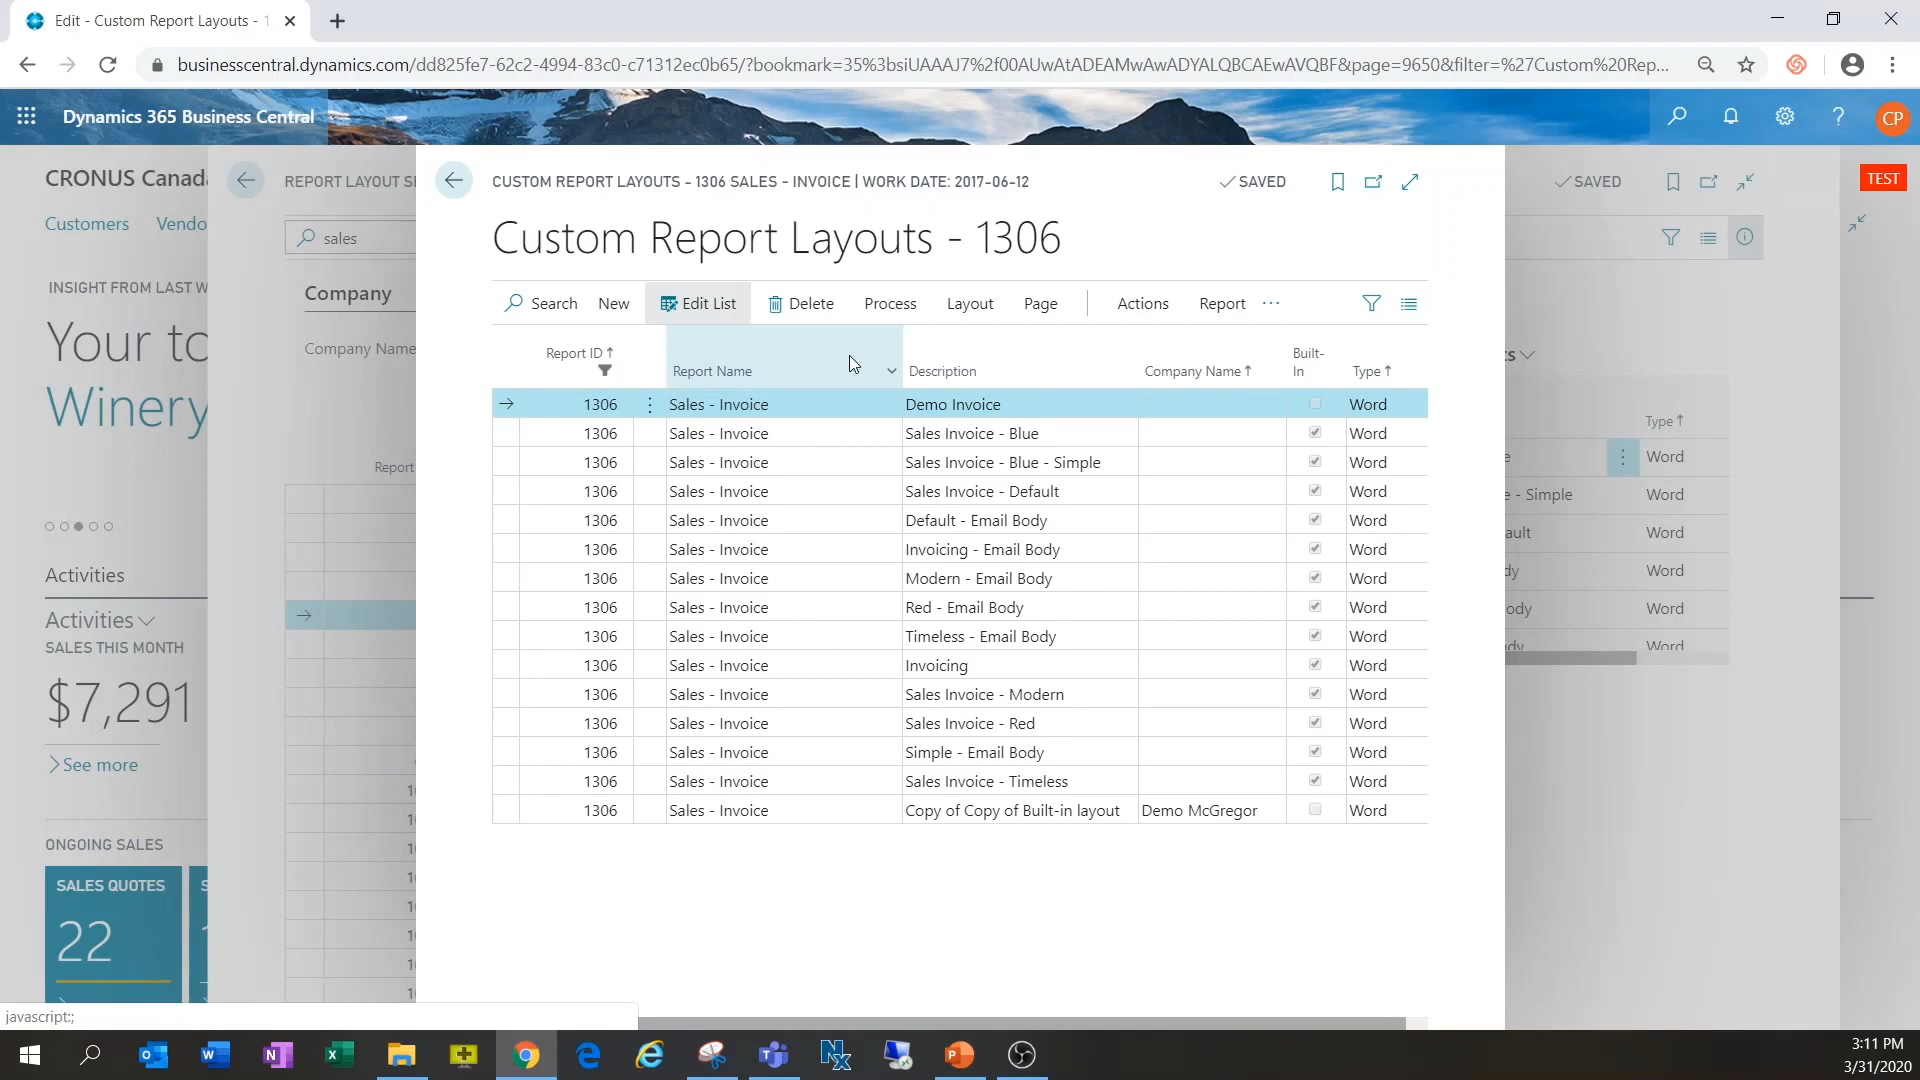 Edit - Custom Report Layouts - 1
businesscentral.dynamics.com/dd825fe7-62c2-4994-83c0-c71312ec0b65/?bookmark=35%3bsiUAAAJ7%2f00AUwAtADEAMwAwADYALQBCAEwAVQBF&page=9650&filter=%27Custom%20Rep...
Dynamics 365 Business Central
CP
CRONUS Canada
Customers Vendo
INSIGHT FROM LAST W
Your to
Winery
Activities
Activities
SALES THIS MONTH
$7,291
See more
ONGOING SALES
SALES QUOTES S
22
REPORT LAYOUT SE
sales
Company
Company Name
Report
CUSTOM REPORT LAYOUTS - 1306 SALES - INVOICE | WORK DATE: 2017-06-12 SAVED
Custom Report Layouts - 1306
Search New Edit List Delete Process Layout Page Actions Report ...
Report ID Report Name Description Company Name Built-In Type
1306 Sales - Invoice Demo Invoice Word
1306 Sales - Invoice Sales Invoice - Blue Word
1306 Sales - Invoice Sales Invoice - Blue - Simple Word
1306 Sales - Invoice Sales Invoice - Default Word
1306 Sales - Invoice Default - Email Body Word
1306 Sales - Invoice Invoicing - Email Body Word
1306 Sales - Invoice Modern - Email Body Word
1306 Sales - Invoice Red - Email Body Word
1306 Sales - Invoice Timeless - Email Body Word
1306 Sales - Invoice Invoicing Word
1306 Sales - Invoice Sales Invoice - Modern Word
1306 Sales - Invoice Sales Invoice - Red Word
1306 Sales - Invoice Simple - Email Body Word
1306 Sales - Invoice Sales Invoice - Timeless Word
1306 Sales - Invoice Copy of Copy of Built-in layout Demo McGregor Word
SAVED
TEST
ts
Type
e Word
e - Simple Word
ault Word
dy Word
ody Word
dy Word
javascript:;
3:11 PM
3/31/2020